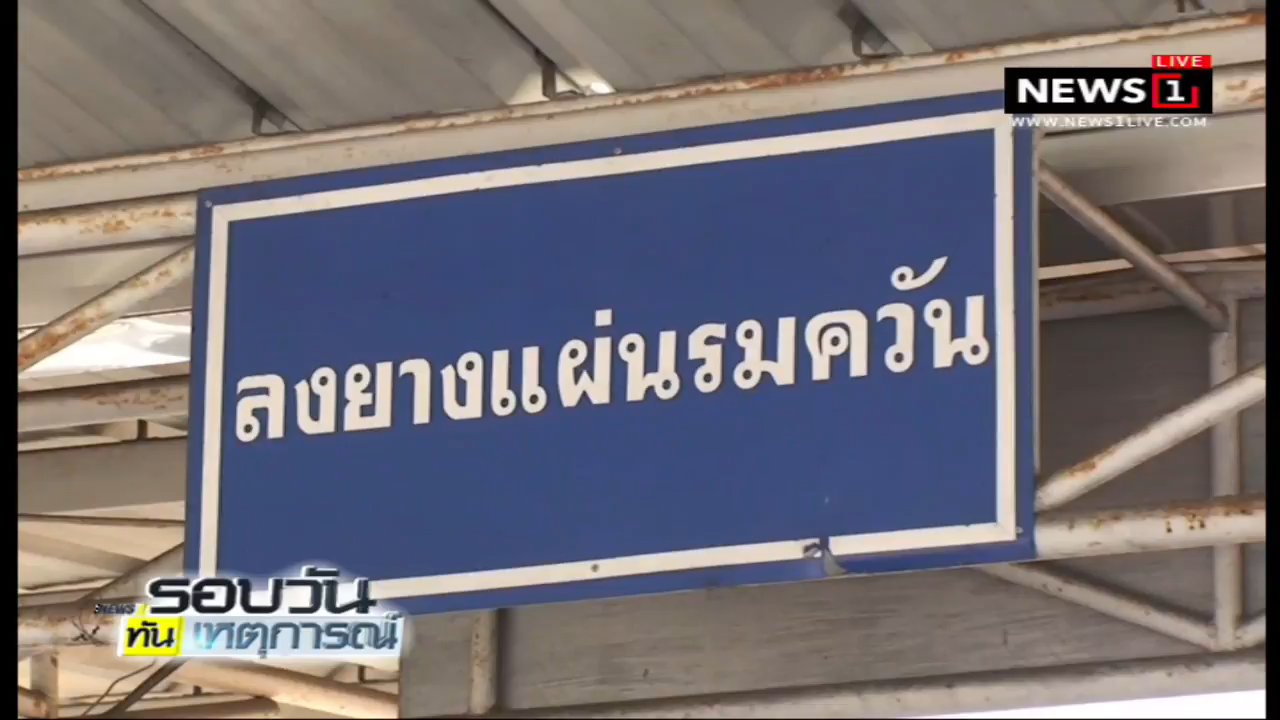 LIVE
NEWS 1
WWW.NEWS1LIVE.COM
ลงยางแผ่นรมควัน
NEWS
รอบวัน
ทัน เหตุการณ์